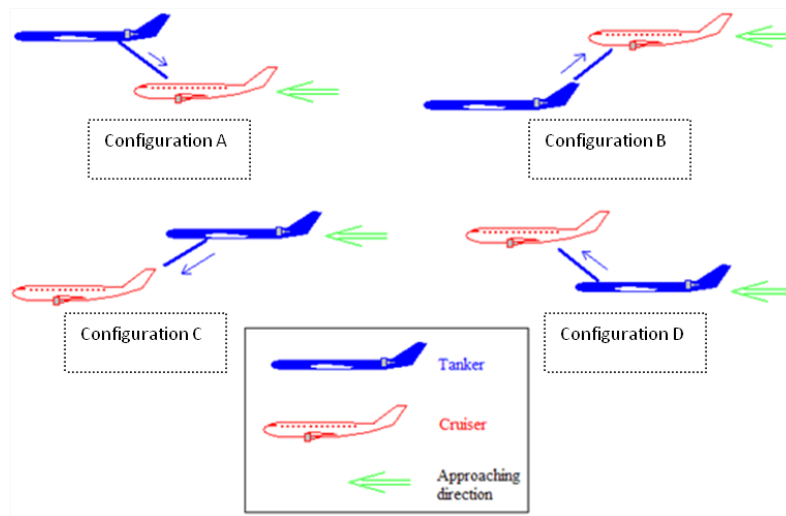 Configuration A
Configuration B
Configuration C
Configuration D
Tanker
Cruiser
Approaching
direction